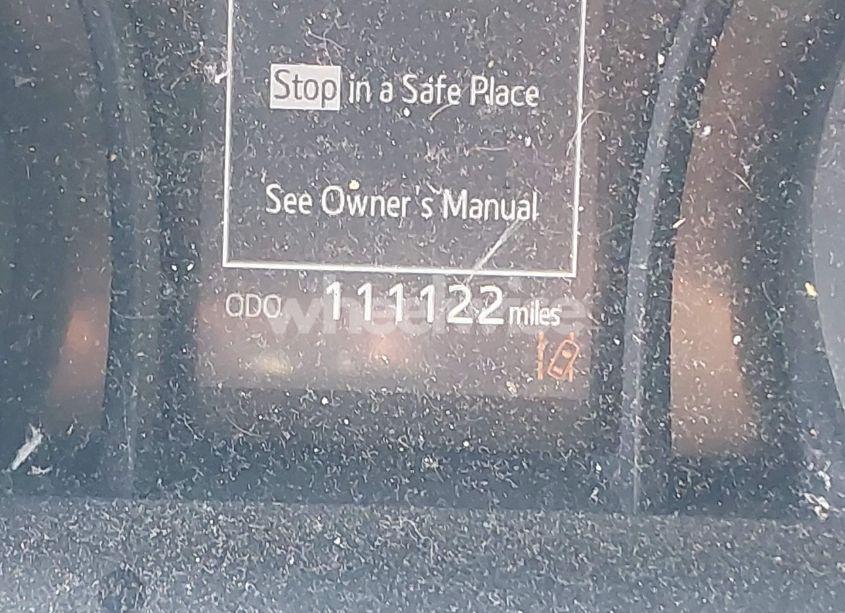 Stop in a Safe Place
See Owner's Manual
ODO 111122 miles